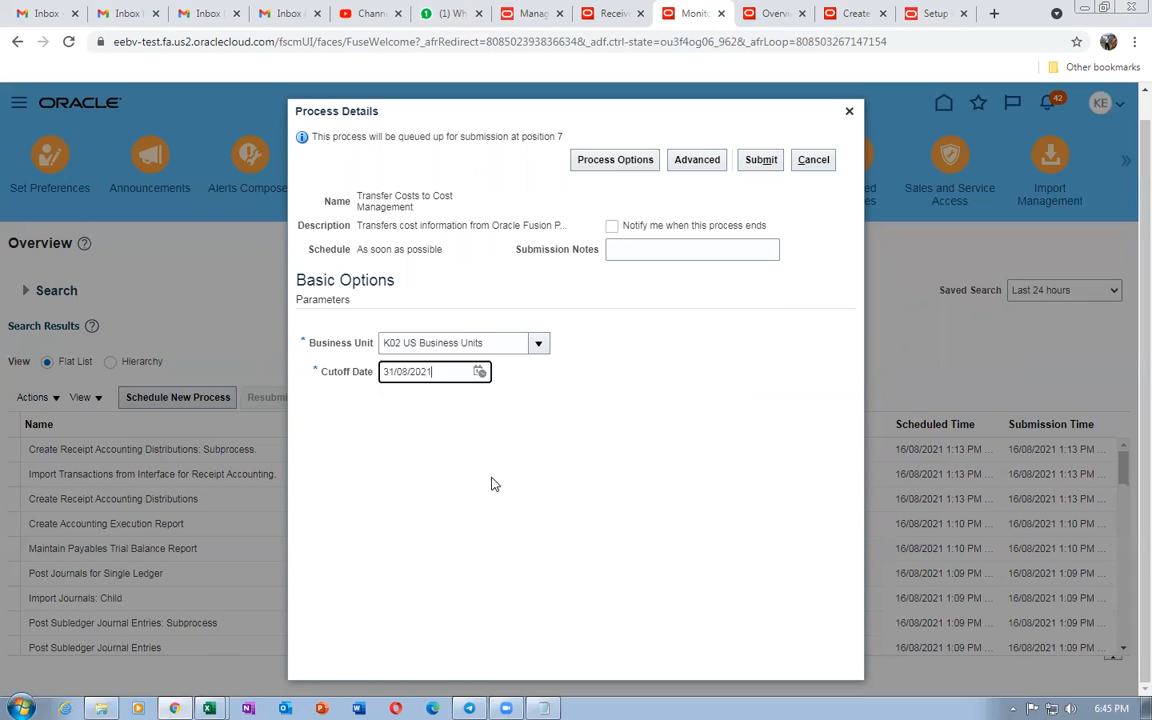 Inbox
Inbox (
Inbox (
Inbox (
Chann
(1) Wh
Manag
Receiv
Monito
Overvi
Create
Setup
eebv-test.fa.us2.oraclecloud.com/fscmUI/faces/FuseWelcome?_afrRedirect=8085023936634&_adf.ctrl-state=ou3f4og06_962&_afrLoop=808503267147154
Other bookmarks
ORACLE
42
KE
Set Preferences
Announcements
Alerts Compose
Sales and Service
Access
Import
Management
Overview
Search
Saved Search Last 24 hours
Search Results
View Flat List Hierarchy
Actions View Schedule New Process Resubmi
Name Scheduled Time Submission Time
Create Receipt Accounting Distributions: Subprocess. 16/08/2021 1:13 PM ... 16/08/2021 1:13 PM ...
Import Transactions from Interface for Receipt Accounting. 16/08/2021 1:13 PM ... 16/08/2021 1:13 PM ...
Create Receipt Accounting Distributions 16/08/2021 1:13 PM ... 16/08/2021 1:13 PM ...
Create Accounting Execution Report 16/08/2021 1:10 PM ... 16/08/2021 1:10 PM ...
Maintain Payables Trial Balance Report 16/08/2021 1:10 PM ... 16/08/2021 1:10 PM ...
Post Journals for Single Ledger 16/08/2021 1:09 PM ... 16/08/2021 1:09 PM ...
Import Journals: Child 16/08/2021 1:09 PM ... 16/08/2021 1:09 PM ...
Post Subledger Journal Entries: Subprocess 16/08/2021 1:09 PM ... 16/08/2021 1:09 PM ...
Post Subledger Journal Entries 16/08/2021 1:09 PM ... 16/08/2021 1:09 PM ...
Process Details
This process will be queued up for submission at position 7
Process Options Advanced Submit Cancel
Name Transfer Costs to Cost
Management
Description Transfers cost information from Oracle Fusion P... Notify me when this process ends
Schedule As soon as possible Submission Notes
Basic Options
Parameters
* Business Unit K02 US Business Units
* Cutoff Date 31/08/2021
6:45 PM